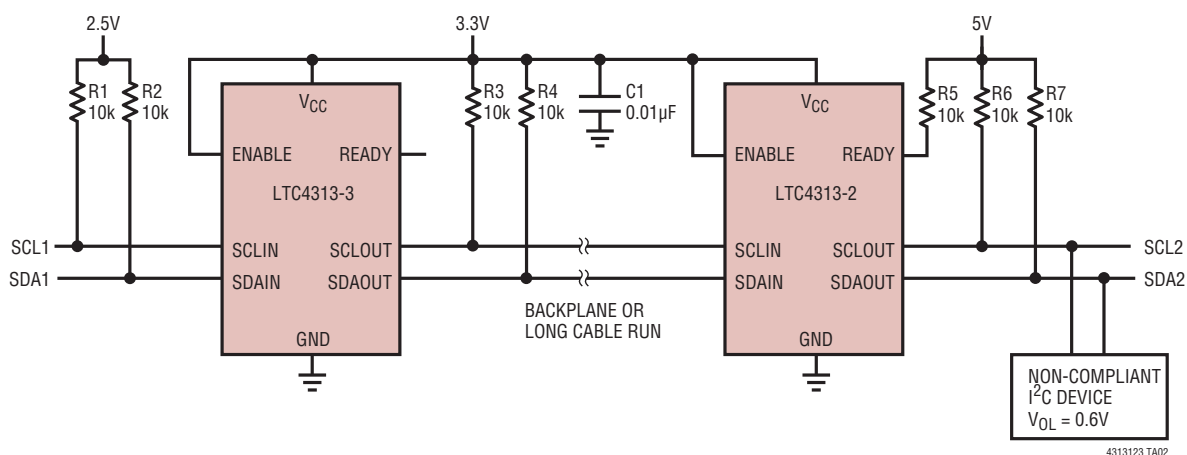 2.5V
3.3V
5V
R1
10k
R2
10k
VCC
ENABLE
READY
LTC4313-3
SCLIN
SCLOUT
SDAIN
SDAOUT
GND
R3
10k
R4
10k
C1
0.01µF
VCC
ENABLE
READY
LTC4313-2
SCLIN
SCLOUT
SDAIN
SDAOUT
GND
R5
10k
R6
10k
R7
10k
SCL1
SDA1
BACKPLANE OR
LONG CABLE RUN
SCL2
SDA2
NON-COMPLIANT
I2C DEVICE
VOL = 0.6V
4313123 TA02